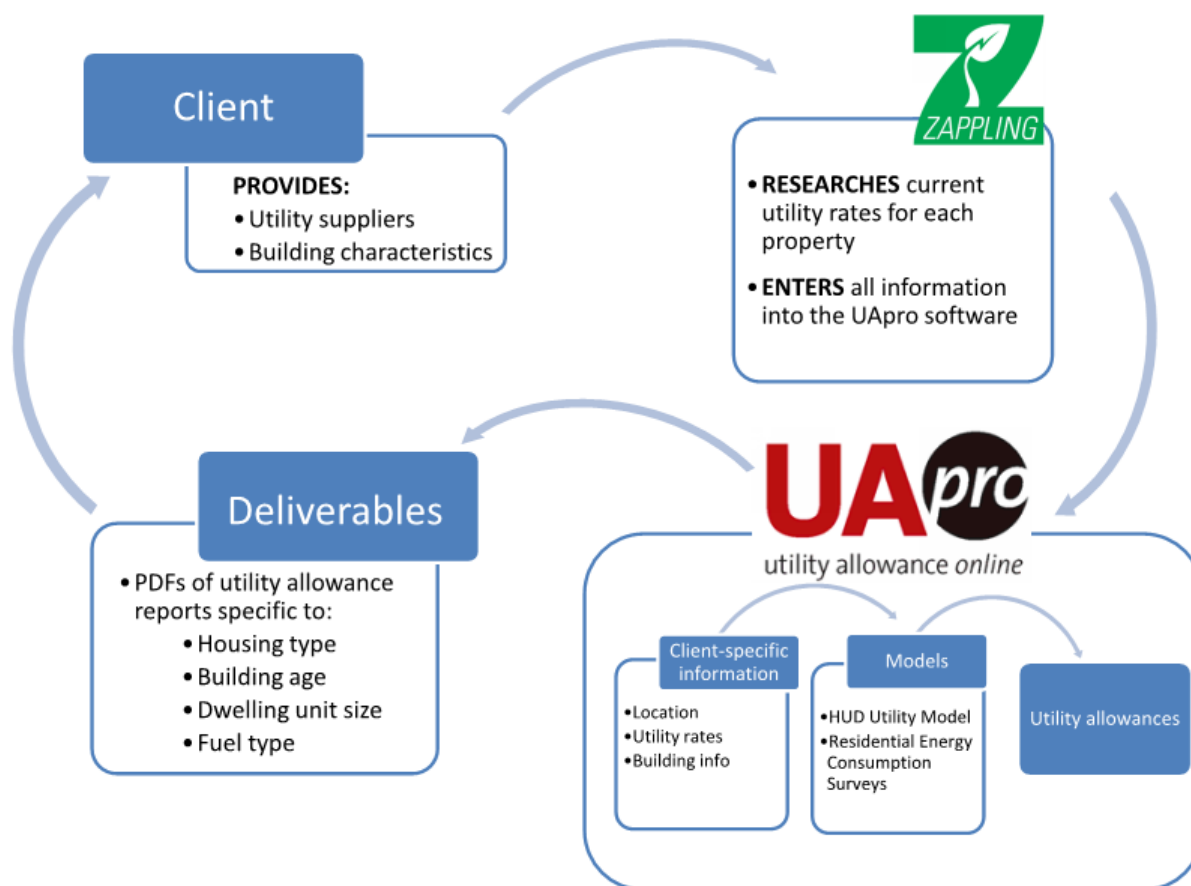 Client
PROVIDES:
• Utility suppliers
• Building characteristics
Z
ZAPPLING
• RESEARCHES current
utility rates for each
property
• ENTERS all information
into the UApro software
UApro
utility allowance online
Client-specific
information
•Location
•Utility rates
•Building info
Models
•HUD Utility Model
•Residential Energy
Consumption
Surveys
Utility allowances
Deliverables
• PDFs of utility allowance
reports specific to:
• Housing type
• Building age
• Dwelling unit size
• Fuel type